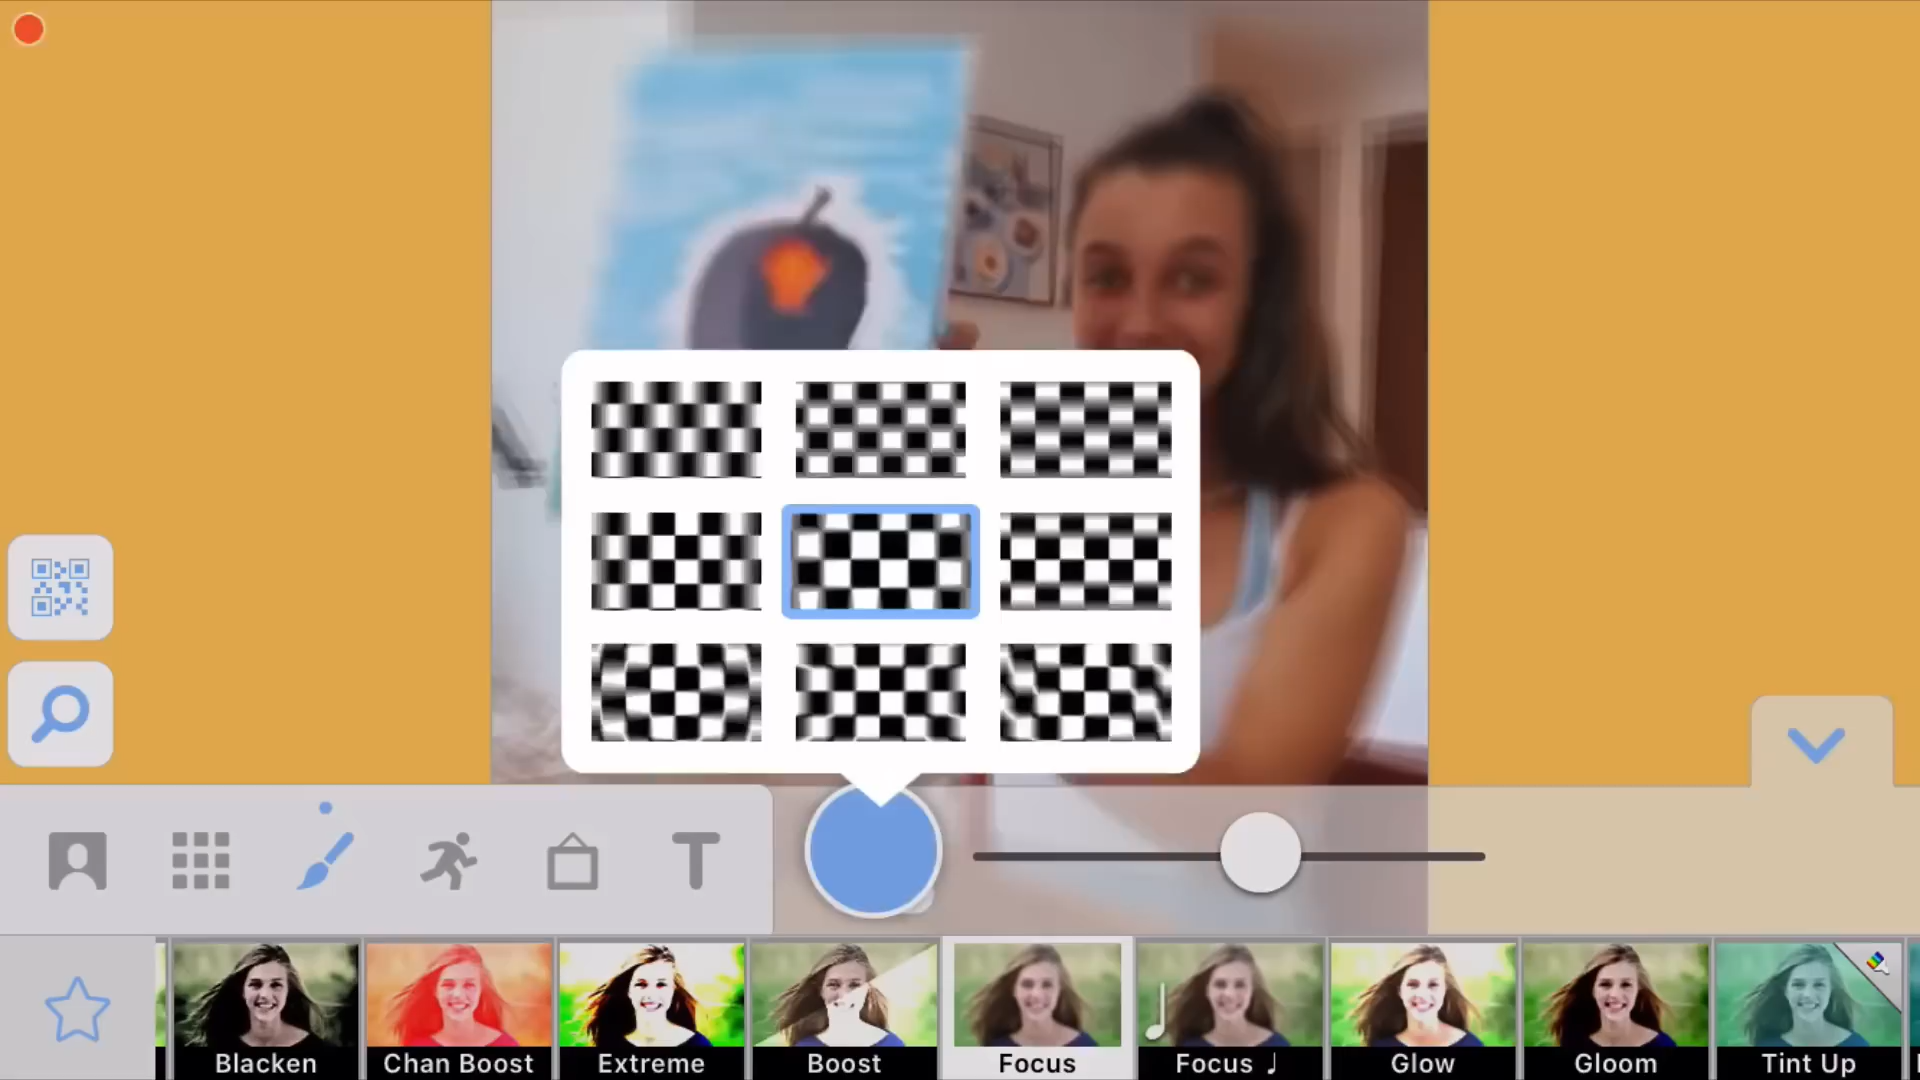 T
Blacken
Chan Boost
Extreme
Boost
Focus
Focus ♩
Glow
Gloom
Tint Up